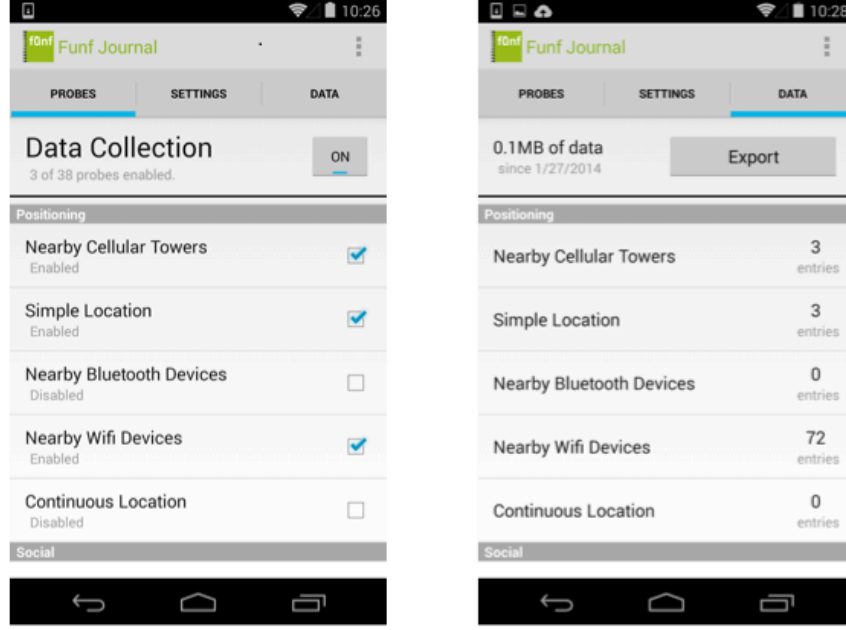 10:26
funf Funf Journal
PROBES SETTINGS DATA
Data Collection
ON
3 of 38 probes enabled.
Positioning
Nearby Cellular Towers
Enabled
Simple Location
Enabled
Nearby Bluetooth Devices
Disabled
Nearby Wifi Devices
Enabled
Continuous Location
Disabled
Social
10:28
funf Funf Journal
PROBES SETTINGS DATA
0.1MB of data
since 1/27/2014
Export
Positioning
Nearby Cellular Towers 3
entries
Simple Location 3
entries
Nearby Bluetooth Devices 0
entries
Nearby Wifi Devices 72
entries
Continuous Location 0
entries
Social